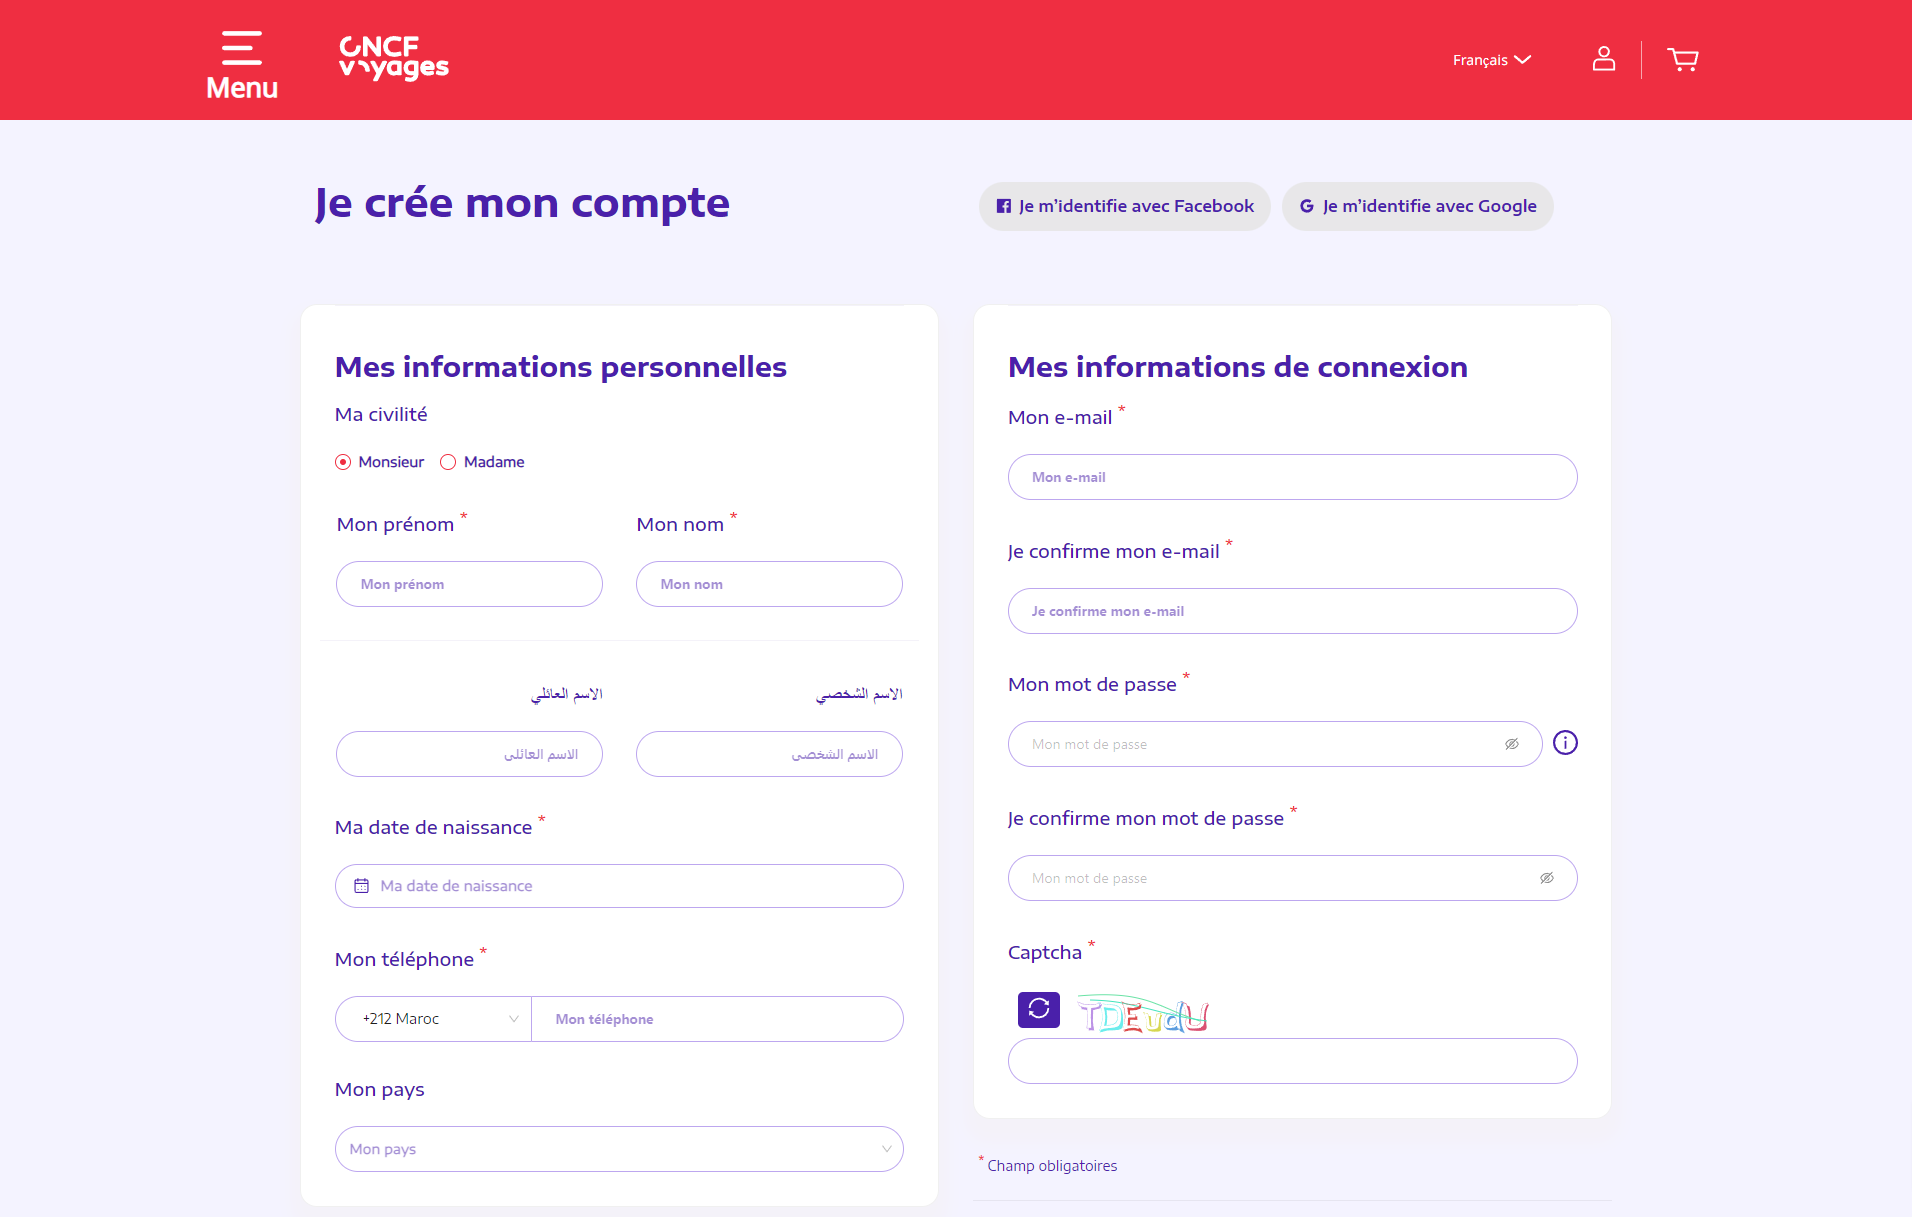 Menu
ONCF
voyages
Français
Je crée mon compte
Je m’identifie avec Facebook
Je m’identifie avec Google
Mes informations personnelles
Ma civilité
Monsieur Madame
Mon prénom * Mon nom *
Mon prénom Mon nom
الاسم الشخصي الاسم العائلي
الاسم الشخصي الاسم العائلي
Ma date de naissance *
Ma date de naissance
Mon téléphone *
+212 Maroc Mon téléphone
Mon pays
Mon pays
Mes informations de connexion
Mon e-mail *
Mon e-mail
Je confirme mon e-mail *
Je confirme mon e-mail
Mon mot de passe *
Mon mot de passe
Je confirme mon mot de passe *
Mon mot de passe
Captcha *
TDEudU
* Champ obligatoires